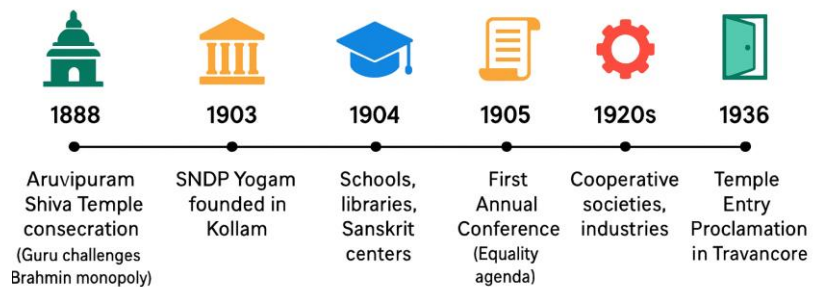 1888
1903
1904
1905
1920s
1936
Aruvipuram
Shiva Temple
consecration
(Guru challenges
Brahmin monopoly)
SNDP Yogam
founded in
Kollam
Schools,
libraries,
Sanskrit
centers
First
Annual
Conference
(Equality
agenda)
Cooperative
societies,
industries
Temple
Entry
Proclamation
in Travancore